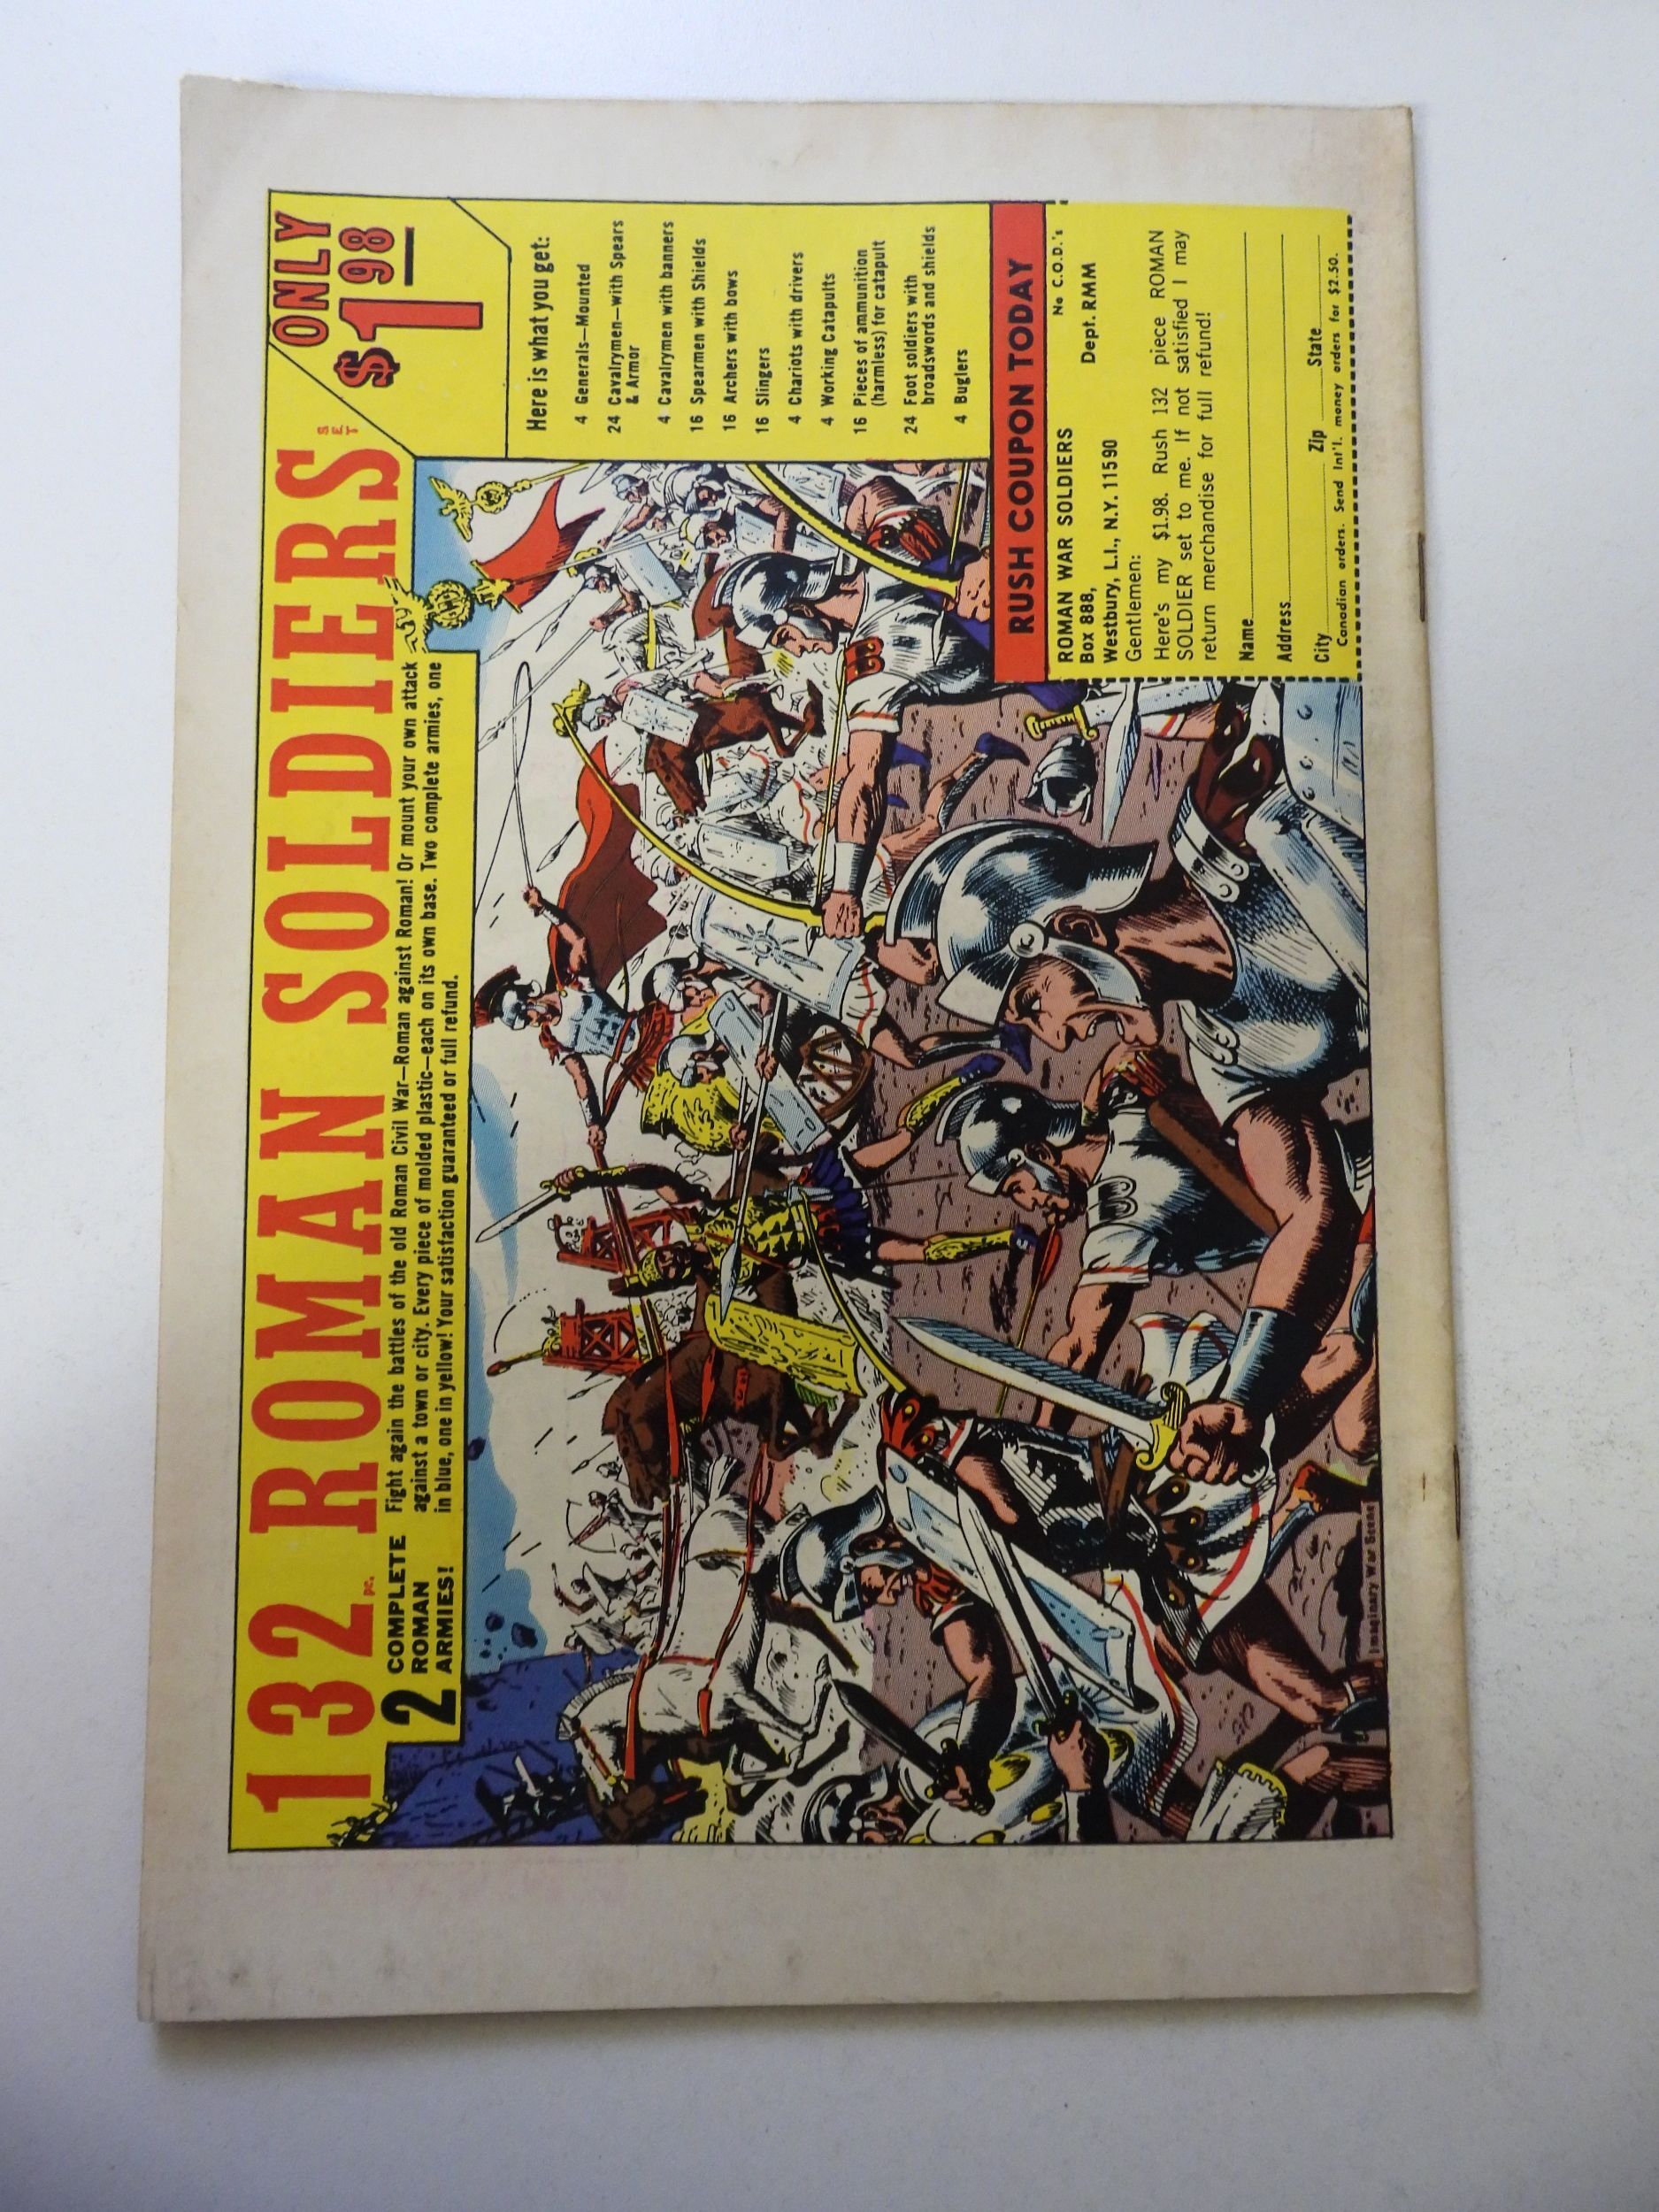 132 PC. ROMAN SOLDIERS SET
ONLY
$1.98
2 COMPLETE
ROMAN
ARMIES!
Fight again the battles of the old Roman Civil War—Roman against Roman! Or mount your own attack
against a town or city. Every piece of molded plastic—each on its own base. Two complete armies, one
in blue, one in yellow! Your satisfaction guaranteed or full refund.
Here is what you get:
4 Generals—Mounted
24 Cavalrymen—with Spears
& Armor
4 Cavalrymen with banners
16 Spearmen with Shields
16 Archers with bows
16 Slingers
4 Chariots with drivers
4 Working Catapults
16 Pieces of ammunition
(harmless) for catapult
24 Foot soldiers with
broadswords and shields
4 Buglers
RUSH COUPON TODAY
No C.O.D.'s
ROMAN WAR SOLDIERS
Box 888, Dept. RMM
Westbury, L.I., N.Y. 11590
Gentlemen:
Here's my $1.98. Rush 132 piece ROMAN
SOLDIER set to me. If not satisfied I may
return merchandise for full refund!
Name
Address
City Zip State
Canadian orders. Send Int'l. money orders for $2.50.
Imaginary War Scene